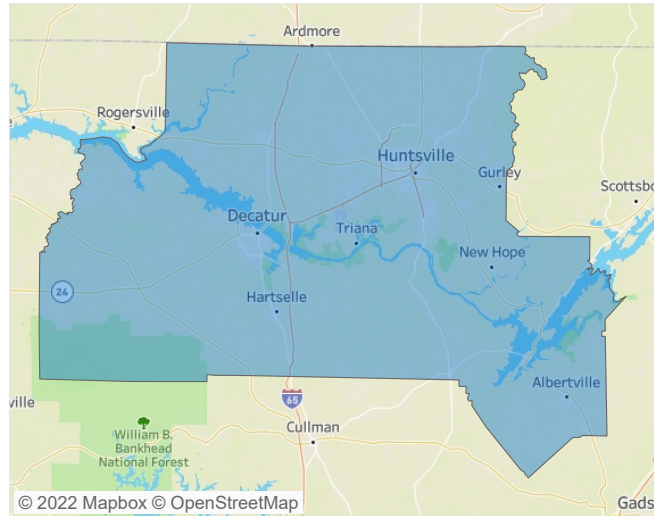 Ardmore
Rogersville
Huntsville
Gurley
Scottsbo
Decatur
Triana
New Hope
24
Hartselle
Albertville
65
ville
Cullman
William B.
Bankhead
National Forest
© 2022 Mapbox © OpenStreetMap
Gads